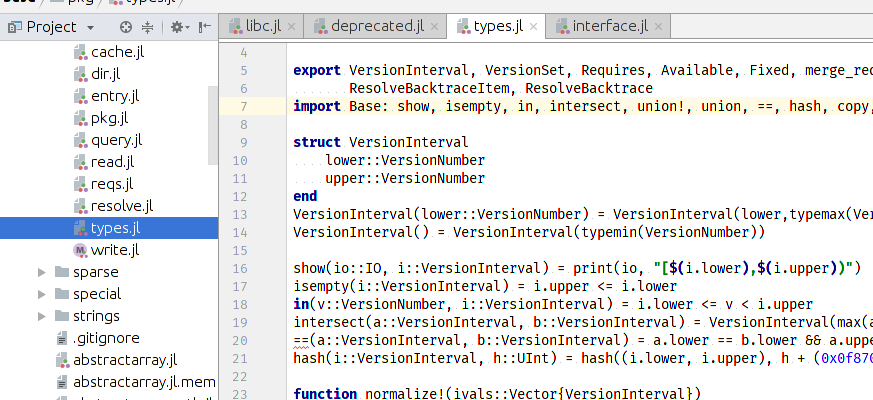 pkg types.jl
Project
libc.jl deprecated.jl types.jl interface.jl
cache.jl
dir.jl
entry.jl
pkg.jl
query.jl
read.jl
reqs.jl
resolve.jl
types.jl
write.jl
sparse
special
strings
.gitignore
abstractarray.jl
abstractarray.jl.mem
4
5 export VersionInterval, VersionSet, Requires, Available, Fixed, merge_req
6 ResolveBacktraceItem, ResolveBacktrace
7 import Base: show, isempty, in, intersect, union!, union, ==, hash, copy,
8
9 struct VersionInterval
10 lower::VersionNumber
11 upper::VersionNumber
12 end
13 VersionInterval(lower::VersionNumber) = VersionInterval(lower,typemax(Ver
14 VersionInterval() = VersionInterval(typemin(VersionNumber))
15
16 show(io::IO, i::VersionInterval) = print(io, "[$(i.lower),$(i.upper))")
17 isempty(i::VersionInterval) = i.upper <= i.lower
18 in(v::VersionNumber, i::VersionInterval) = i.lower <= v < i.upper
19 intersect(a::VersionInterval, b::VersionInterval) = VersionInterval(max(a
20 ==(a::VersionInterval, b::VersionInterval) = a.lower == b.lower && a.uppe
21 hash(i::VersionInterval, h::UInt) = hash((i.lower, i.upper), h + (0x0f870
22
23 function normalize!(ivals::Vector{VersionInterval})